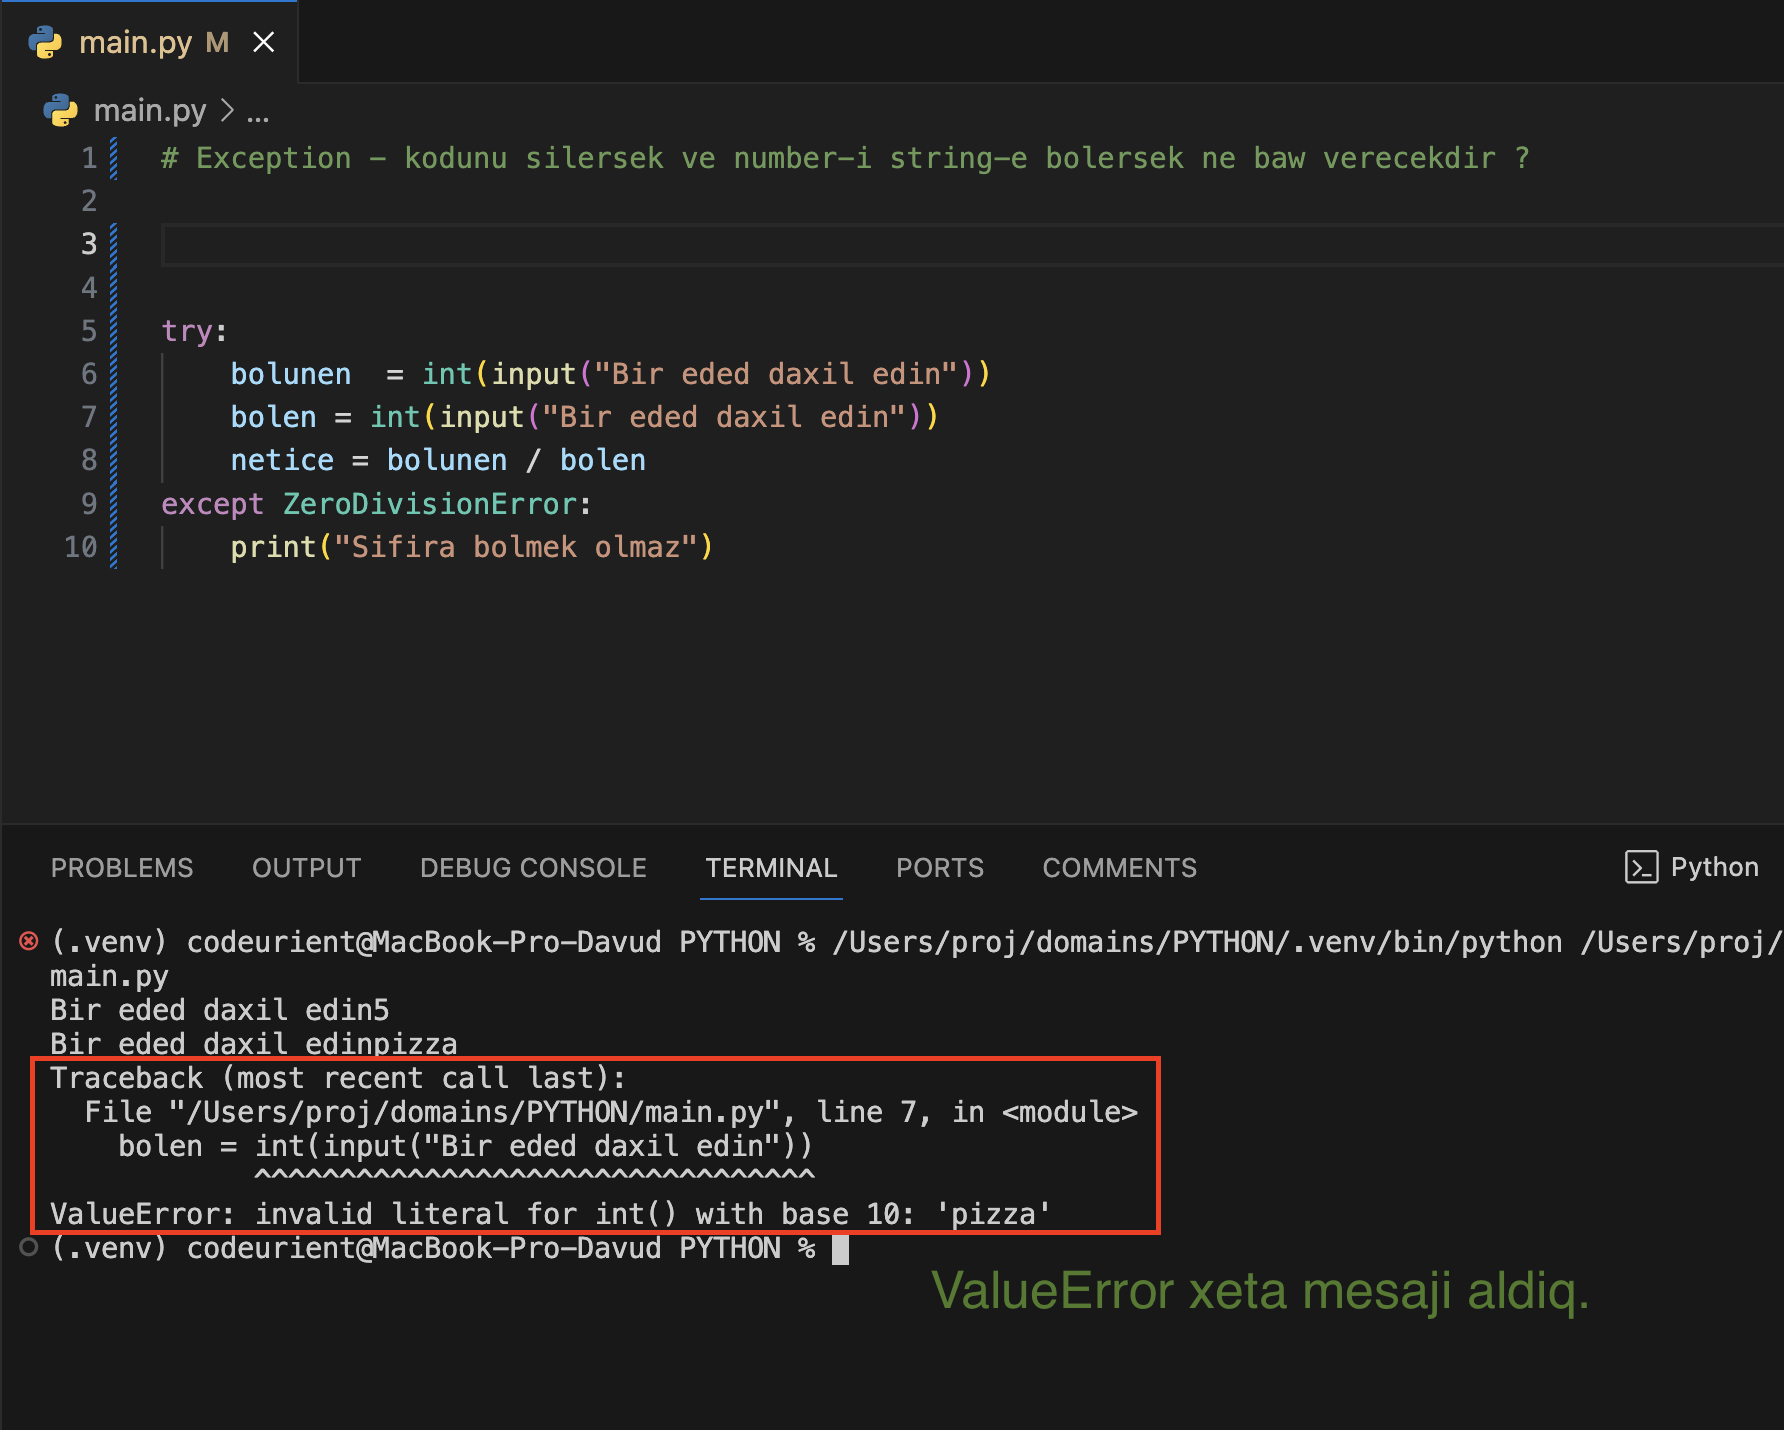 main.py M
main.py > ...
1 # Exception - kodunu silersek ve number-i string-e bolersek ne baw verecekdir ?
2
3
4
5 try:
6     bolunen  = int(input("Bir eded daxil edin"))
7     bolen = int(input("Bir eded daxil edin"))
8     netice = bolunen / bolen
9 except ZeroDivisionError:
10     print("Sifira bolmek olmaz")
PROBLEMS OUTPUT DEBUG CONSOLE TERMINAL PORTS COMMENTS Python
(.venv) codeurient@MacBook-Pro-Davud PYTHON % /Users/proj/domains/PYTHON/.venv/bin/python /Users/proj/
main.py
Bir eded daxil edin5
Bir eded daxil edinpizza
Traceback (most recent call last):
  File "/Users/proj/domains/PYTHON/main.py", line 7, in <module>
    bolen = int(input("Bir eded daxil edin"))
            ^^^^^^^^^^^^^^^^^^^^^^^^^^^^^^^^^
ValueError: invalid literal for int() with base 10: 'pizza'
(.venv) codeurient@MacBook-Pro-Davud PYTHON %
ValueError xeta mesaji aldiq.